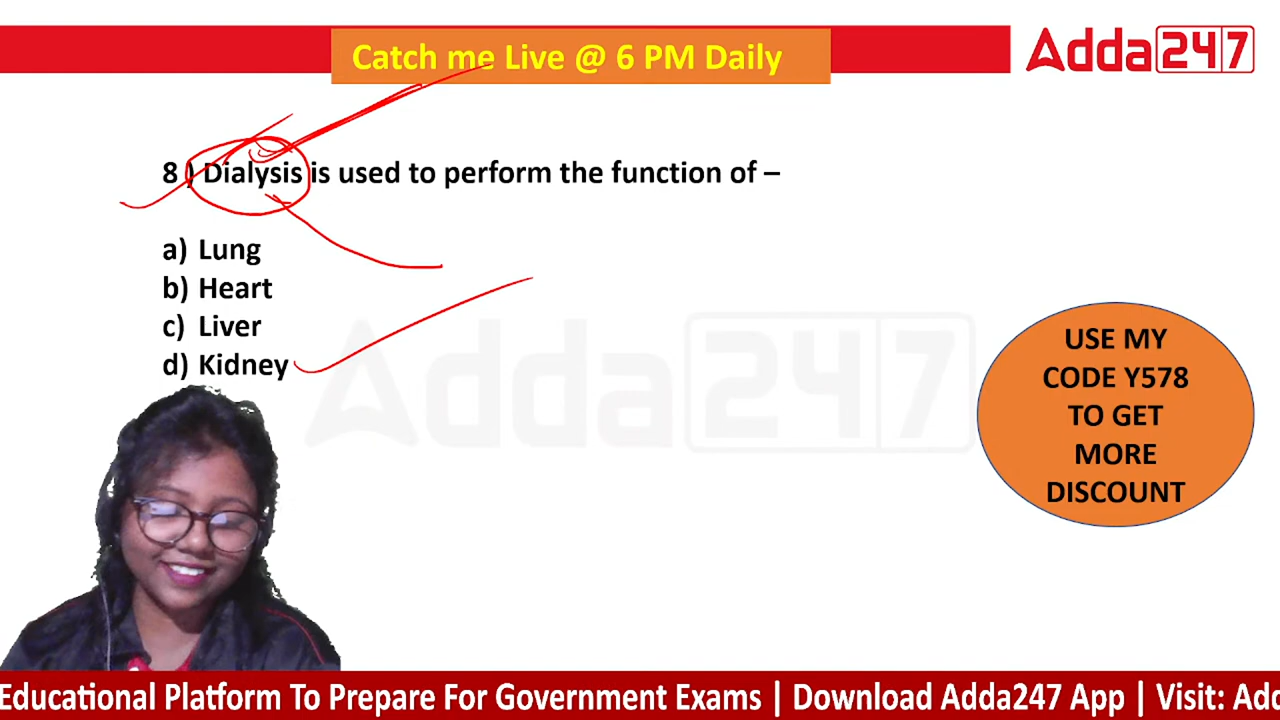 Catch me Live @ 6 PM Daily
Adda247
8 ) Dialysis is used to perform the function of –
a) Lung
b) Heart
c) Liver
d) Kidney
Adda247
USE MY
CODE Y578
TO GET
MORE
DISCOUNT
Educational Platform To Prepare For Government Exams | Download Adda247 App | Visit: Add